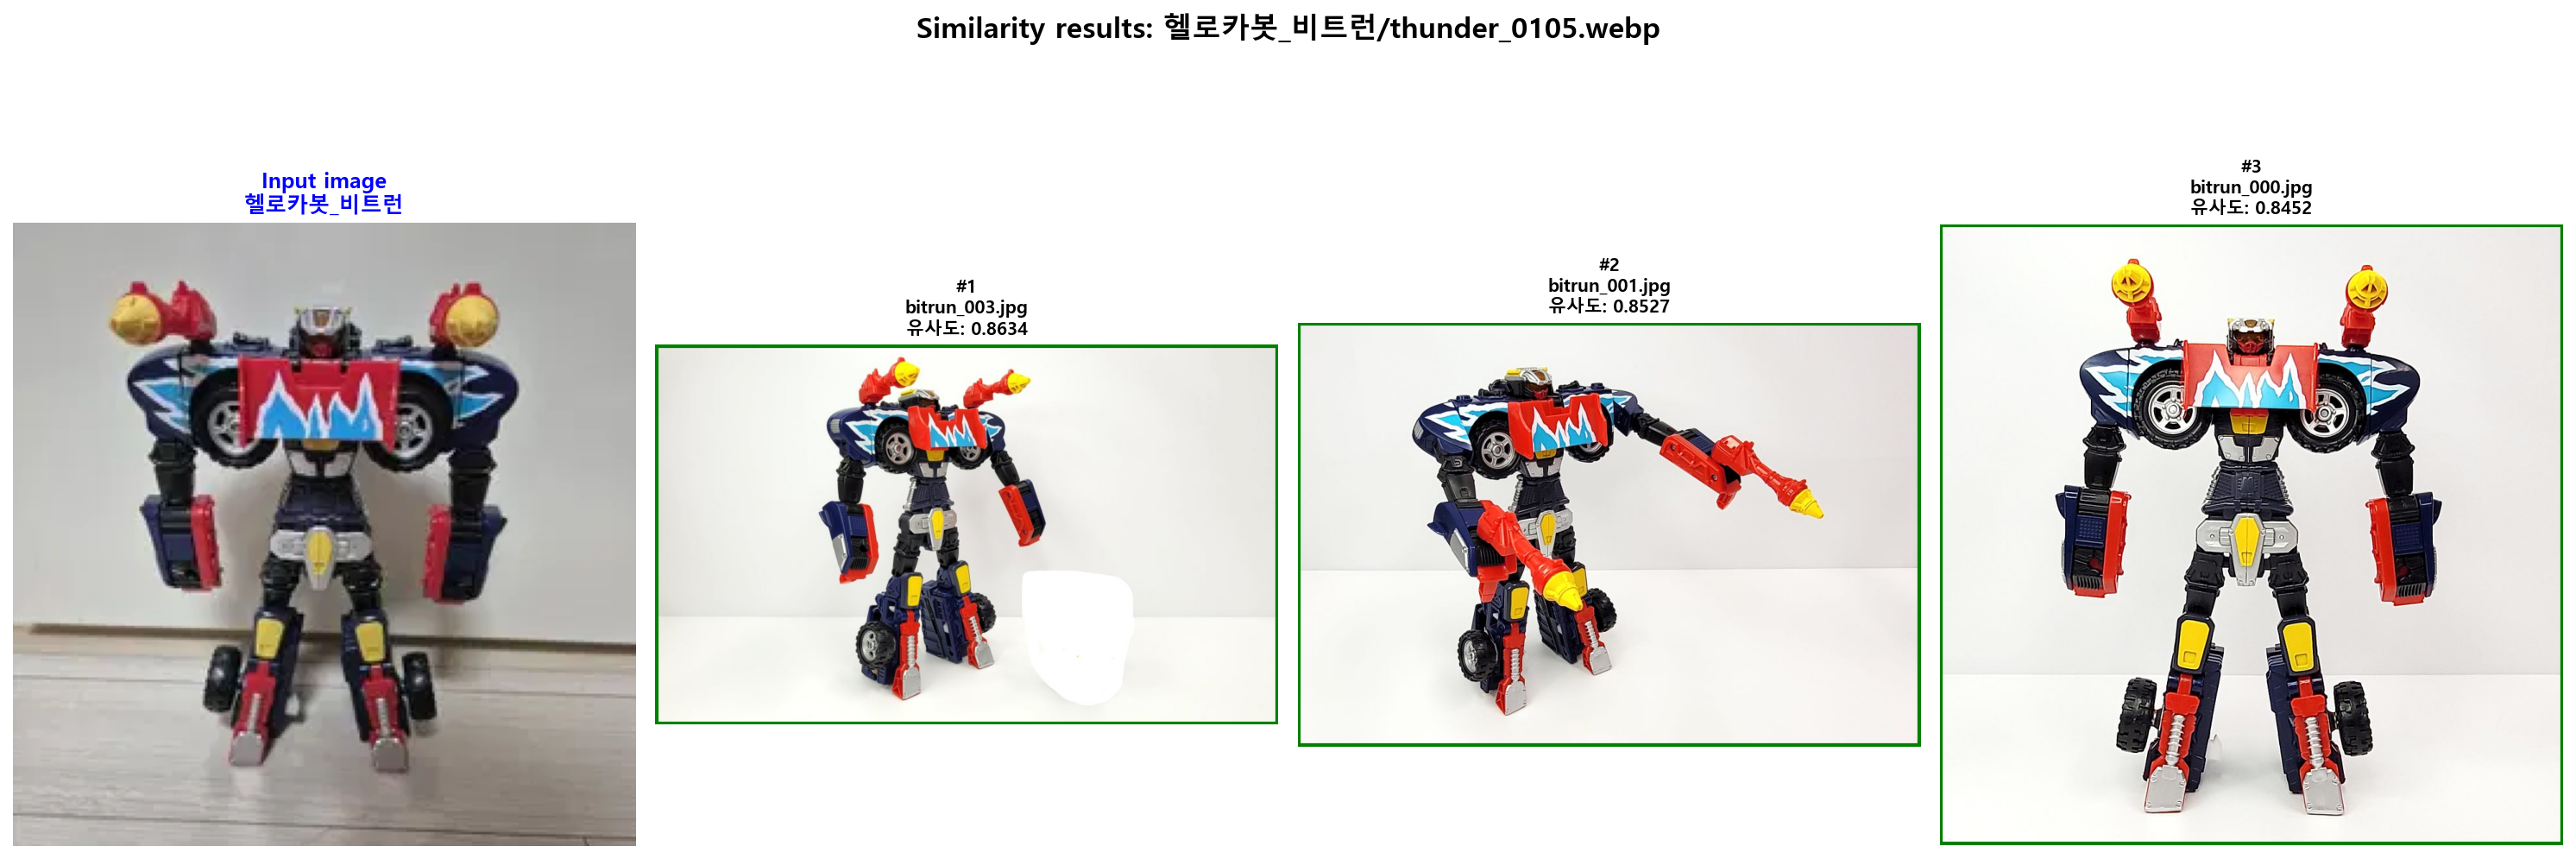 Similarity results: 헬로카봇_비트런/thunder_0105.webp
Input image
헬로카봇_비트런
#1
bitrun_003.jpg
유사도: 0.8634
#2
bitrun_001.jpg
유사도: 0.8527
#3
bitrun_000.jpg
유사도: 0.8452